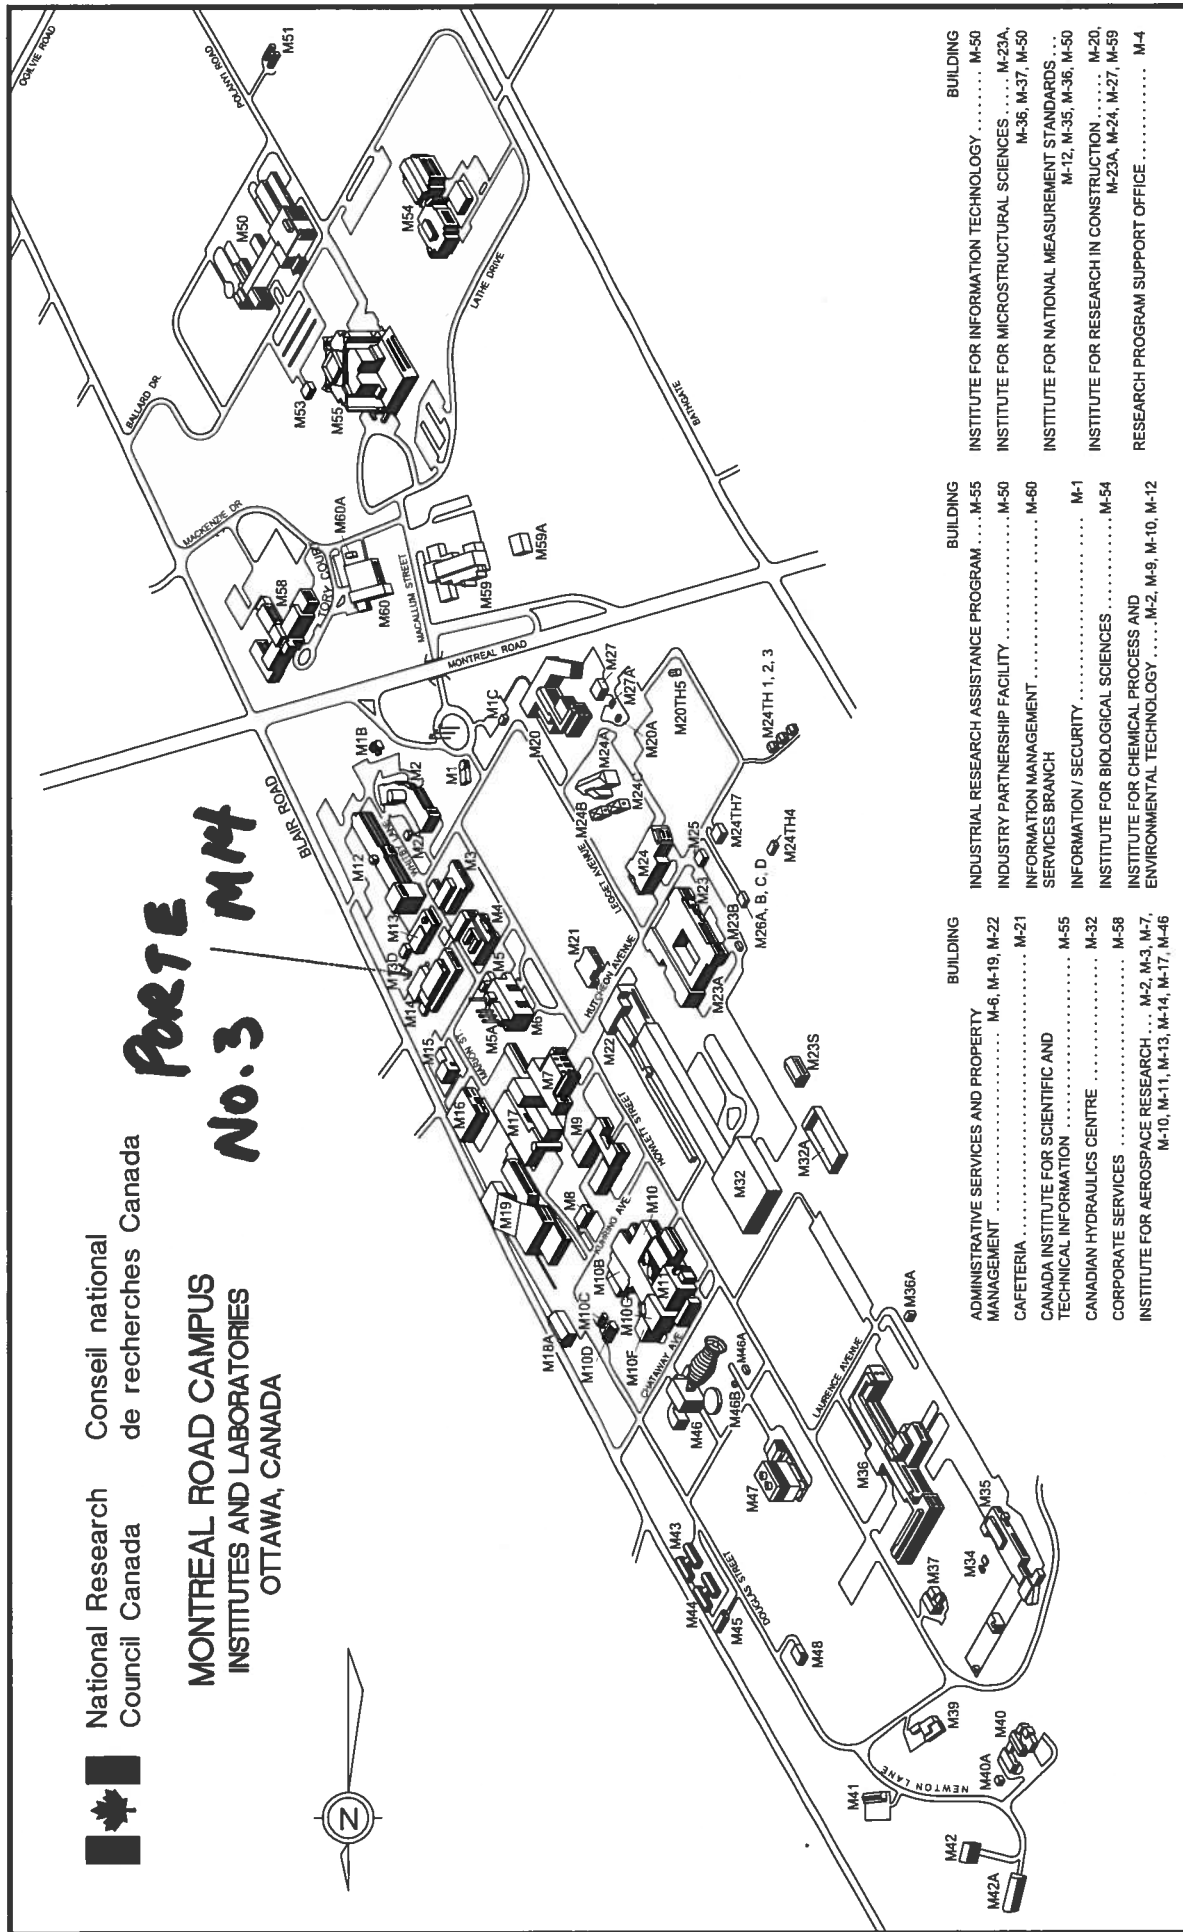 National Research
Council Canada
Conseil national
de recherches Canada
MONTREAL ROAD CAMPUS
INSTITUTES AND LABORATORIES
OTTAWA, CANADA
N
PORTE
No.3 M14
OGILVIE ROAD
POLANYI ROAD
M51
M50
BALLARD DR.
M54
LATHE DRIVE
M53
M55
MACKENZIE DR
M58
TORY COURT
M60A
M60
MACALLUM STREET
M59
M59A
BATHGATE
MONTREAL ROAD
BLAIR ROAD
M1B
M1C
M1
M2
M12
WHITBY LANE
M3
M13
M13D
M14
M4
M5
M5A
M6
M15
MARION ST.
M16
M17
M7
M9
M19
M8
KUHRING AVE
M10
M10B
M10C
M10D
M10G
M10F
M11
M18A
CHATAWAY AVE
M20
M27
M27A
M20A
M20TH5
M24TH 1, 2, 3
M24A
M24B
M24C
LEGGET AVENUE
M24
M25
M24TH7
M24TH4
M26A, B, C, D
M23
M23B
M23A
M21
HUTCHEON AVENUE
M22
HOWLETT STREET
M23S
M32
M32A
M36A
M46
M46A
M46B
M47
LAURENCE AVENUE
M36
M35
M34
M37
M43
M44
M45
DOUGLAS STREET
M48
M39
M40
M40A
NEWTON LANE
M41
M42
M42A
BUILDING
ADMINISTRATIVE SERVICES AND PROPERTY
MANAGEMENT ................ M-6, M-19, M-22
CAFETERIA ................................ M-21
CANADA INSTITUTE FOR SCIENTIFIC AND
TECHNICAL INFORMATION .................. M-55
CANADIAN HYDRAULICS CENTRE ........... M-32
CORPORATE SERVICES .................... M-58
INSTITUTE FOR AEROSPACE RESEARCH ... M-2, M-3, M-7,
M-10, M-11, M-13, M-14, M-17, M-46
BUILDING
INDUSTRIAL RESEARCH ASSISTANCE PROGRAM .... M-55
INDUSTRY PARTNERSHIP FACILITY ............. M-50
INFORMATION MANAGEMENT .................. M-60
SERVICES BRANCH
INFORMATION / SECURITY ..................... M-1
INSTITUTE FOR BIOLOGICAL SCIENCES .......... M-54
INSTITUTE FOR CHEMICAL PROCESS AND
ENVIRONMENTAL TECHNOLOGY ..... M-2, M-9, M-10, M-12
BUILDING
INSTITUTE FOR INFORMATION TECHNOLOGY ........ M-50
INSTITUTE FOR MICROSTRUCTURAL SCIENCES ..... M-23A,
M-36, M-37, M-50
INSTITUTE FOR NATIONAL MEASUREMENT STANDARDS ...
M-12, M-35, M-36, M-50
INSTITUTE FOR RESEARCH IN CONSTRUCTION ...... M-20,
M-23A, M-24, M-27, M-59
RESEARCH PROGRAM SUPPORT OFFICE ........... M-4